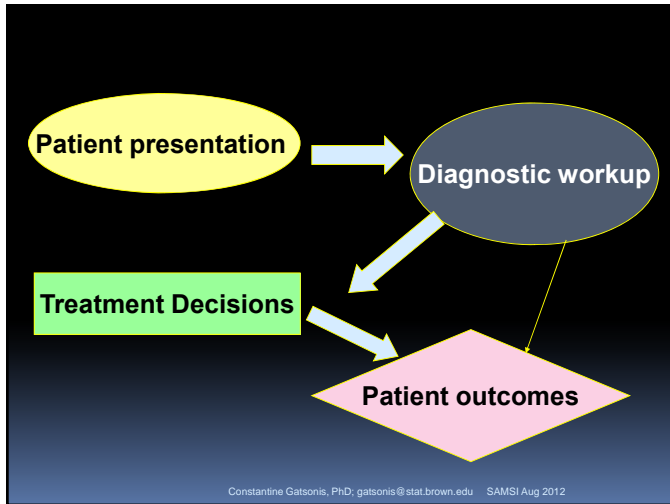 Patient presentation
Diagnostic workup
Treatment Decisions
Patient outcomes
Constantine Gatsonis, PhD; gatsonis@stat.brown.edu SAMSI Aug 2012